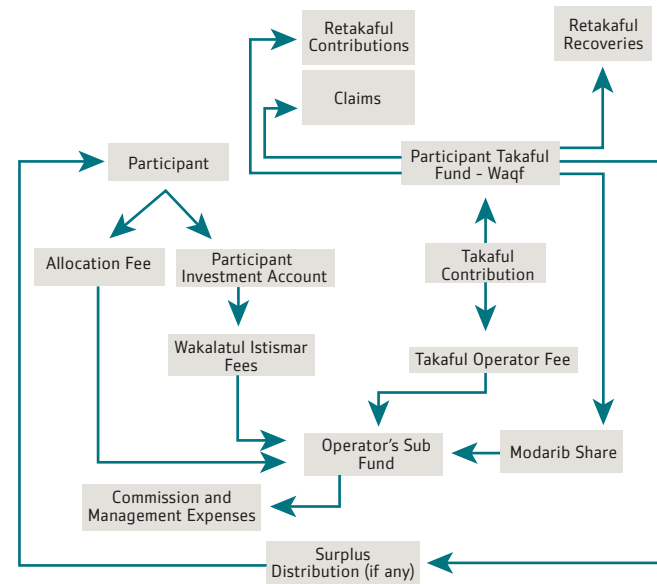 Retakaful
Contributions
Retakaful
Recoveries
Claims
Participant
Participant Takaful
Fund - Waqf
Allocation Fee
Participant
Investment Account
Takaful
Contribution
Wakalatul Istismar
Fees
Takaful Operator Fee
Operator's Sub
Fund
Modarib Share
Commission and
Management Expenses
Surplus
Distribution (if any)